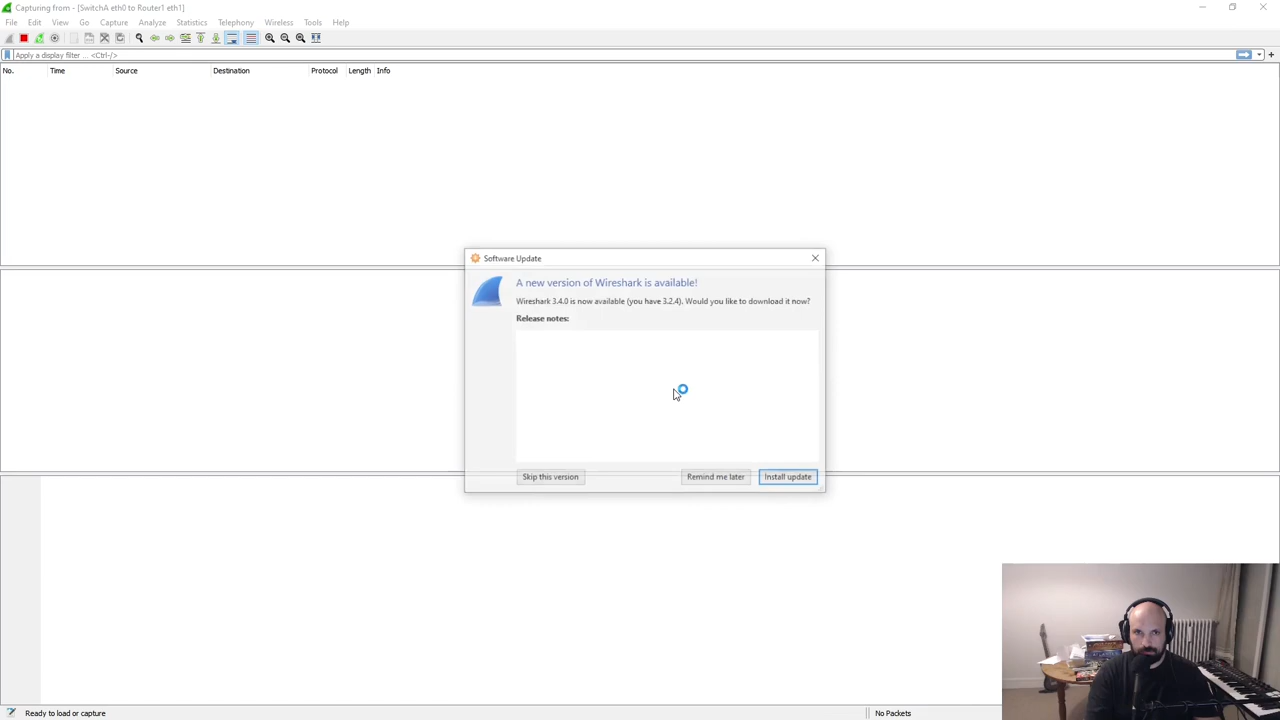 Capturing from - [SwitchA eth0 to Router1 eth1]
File Edit View Go Capture Analyze Statistics Telephony Wireless Tools Help
Apply a display filter ... <Ctrl-/>
No. Time Source Destination Protocol Length Info
Software Update
A new version of Wireshark is available!
Wireshark 3.4.0 is now available (you have 3.2.4). Would you like to download it now?
Release notes:
Skip this version Remind me later Install update
Ready to load or capture No Packets